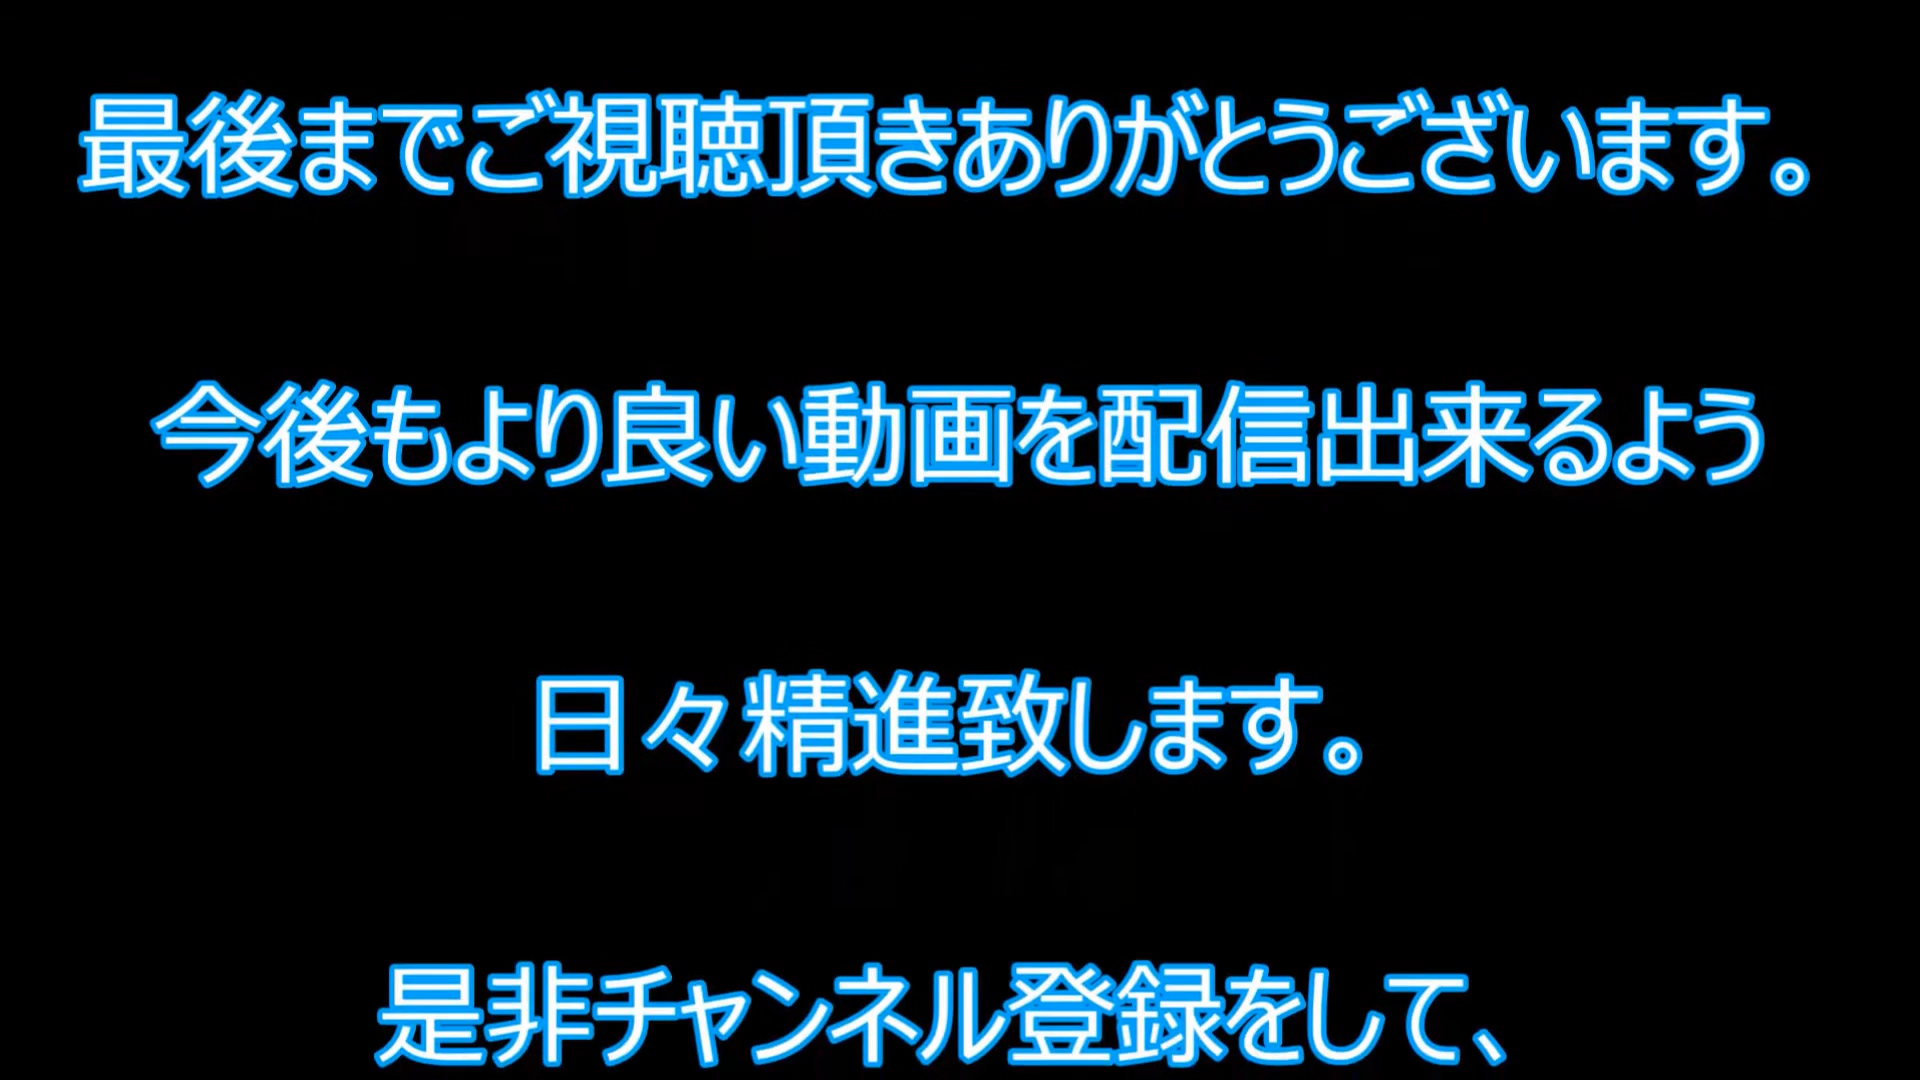 最後までご視聴頂きありがとうございます。
今後もより良い動画を配信出来るよう
日々精進致します。
是非チャンネル登録をして、